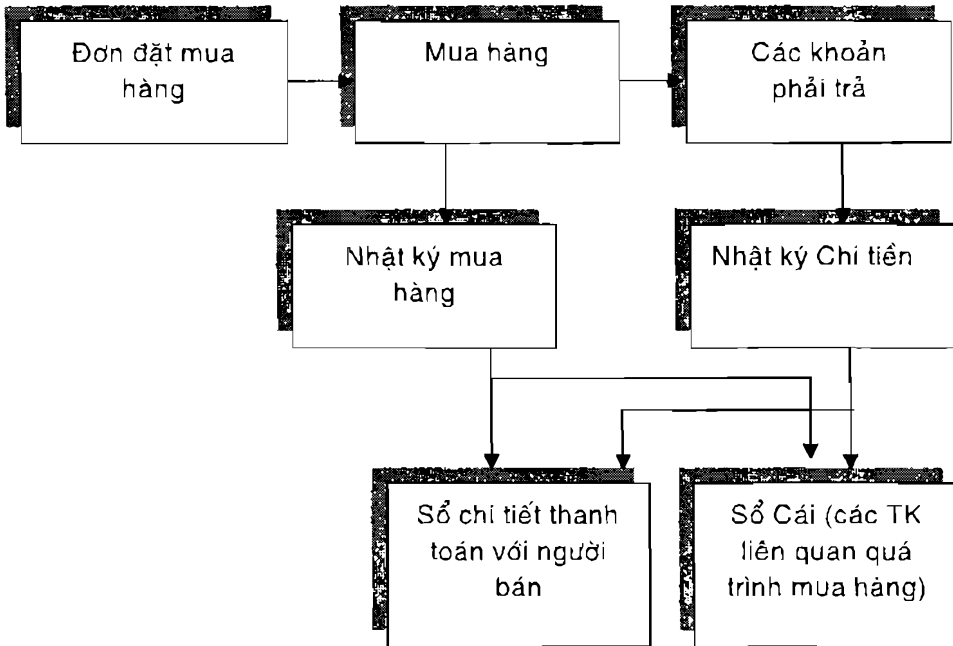 Đơn đặt mua
hàng
Mua hàng
Các khoản
phải trả
Nhật ký mua
hàng
Nhật ký Chi tiền
Sổ chi tiết thanh
toán với người
bán
Sổ Cái (các TK
liên quan quá
trình mua hàng)